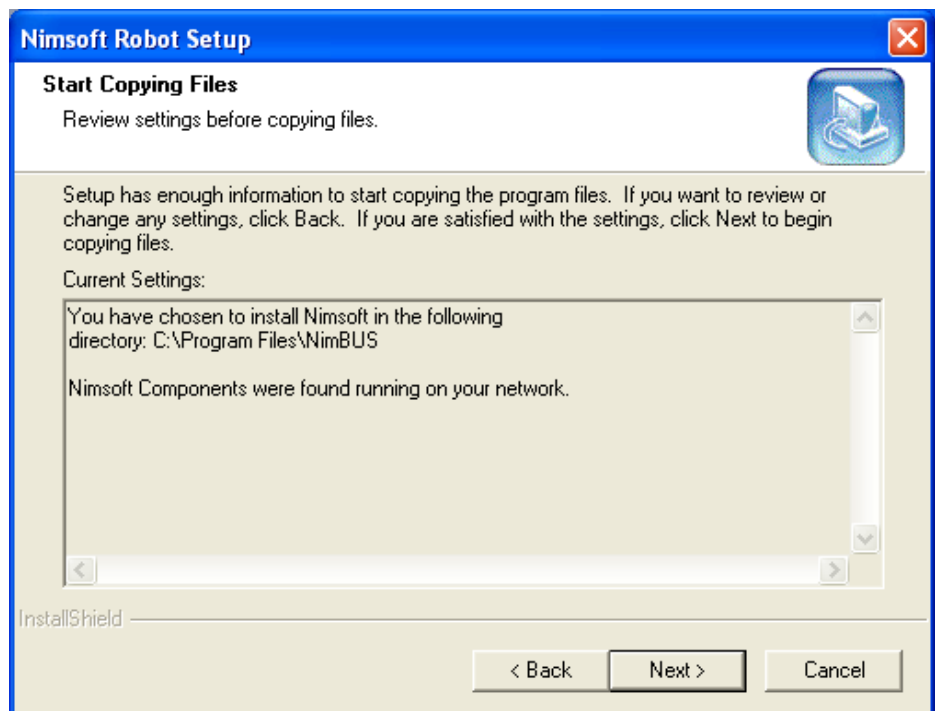 Nimsoft Robot Setup
Start Copying Files
Review settings before copying files.
Setup has enough information to start copying the program files.  If you want to review or
change any settings, click Back.  If you are satisfied with the settings, click Next to begin
copying files.
Current Settings:
You have chosen to install Nimsoft in the following
directory: C:\Program Files\NimBUS
Nimsoft Components were found running on your network.
InstallShield
< Back
Next >
Cancel